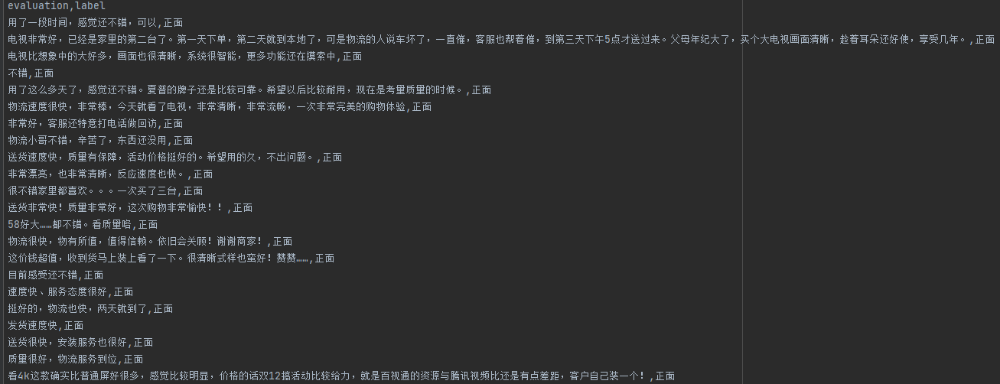 evaluation,label
用了一段时间，感觉还不错，可以,正面
电视非常好，已经是家里的第二台了。第一天下单，第二天就到本地了，可是物流的人说车坏了，一直催，客服也帮着催，到第三天下午5点才送过来。父母年纪大了，买个大电视画面清晰，趁着耳朵还好使，享受几年。,正面
电视比想象中的大好多，画面也很清晰，系统很智能，更多功能还在摸索中,正面
不错,正面
用了这么多天了，感觉还不错。夏普的牌子还是比较可靠。希望以后比较耐用，现在是考量质量的时候。,正面
物流速度很快，非常棒，今天就看了电视，非常清晰，非常流畅，一次非常完美的购物体验,正面
非常好，客服还特意打电话做回访,正面
物流小哥不错，辛苦了，东西还没用,正面
送货速度快，质量有保障，活动价格挺好的。希望用的久，不出问题。,正面
非常漂亮，也非常清晰，反应速度也快。,正面
很不错家里都喜欢。。。一次买了三台,正面
送货非常快！质量非常好，这次购物非常愉快！！,正面
58好大……都不错。看质量咯,正面
物流很快，物有所值，值得信赖。依旧会关顾！谢谢商家！,正面
这价钱超值，收到货马上装上看了一下。很清晰式样也蛮好！赞赞……,正面
目前感受还不错,正面
速度快、服务态度很好,正面
挺好的，物流也快，两天就到了,正面
发货速度快,正面
送货很快，安装服务也很好,正面
质量很好，物流服务到位,正面
看4k这款确实比普通屏好很多，感觉比较明显，价格的话双12搞活动比较给力，就是百视通的资源与腾讯视频比还是有点差距，客户自己装一个！,正面